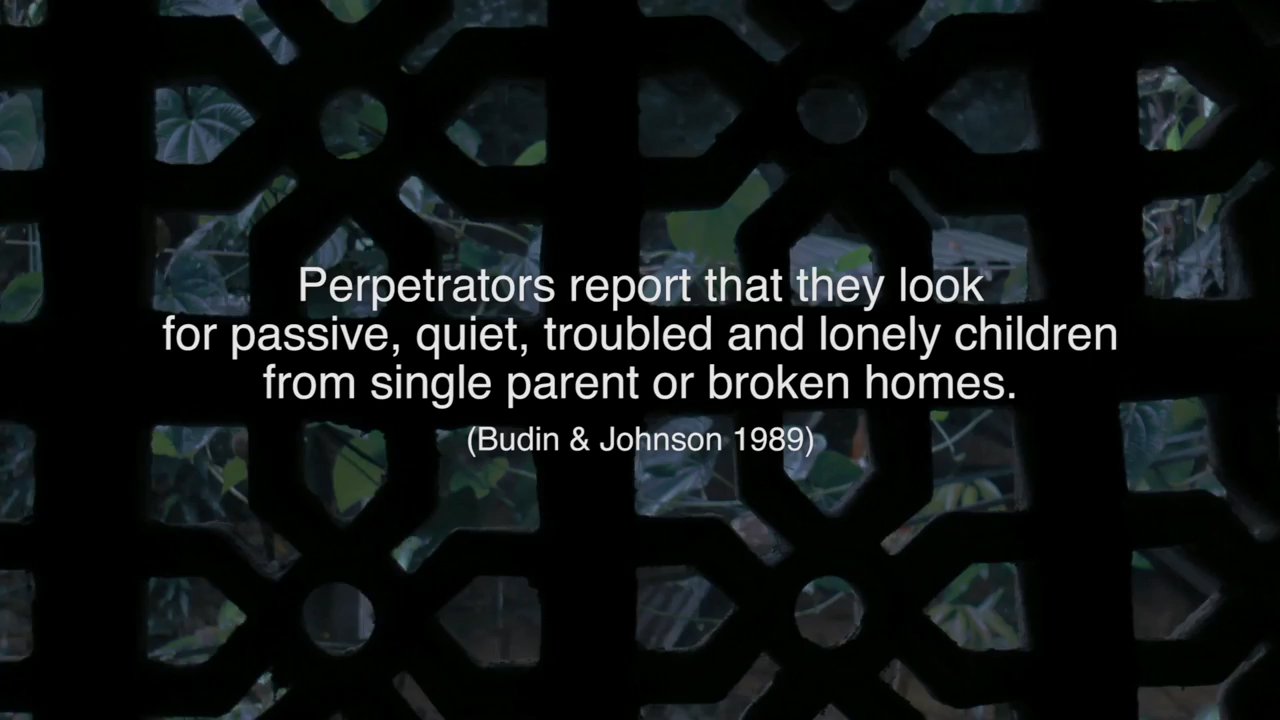 Perpetrators report that they look
for passive, quiet, troubled and lonely children
from single parent or broken homes.
(Budin & Johnson 1989)